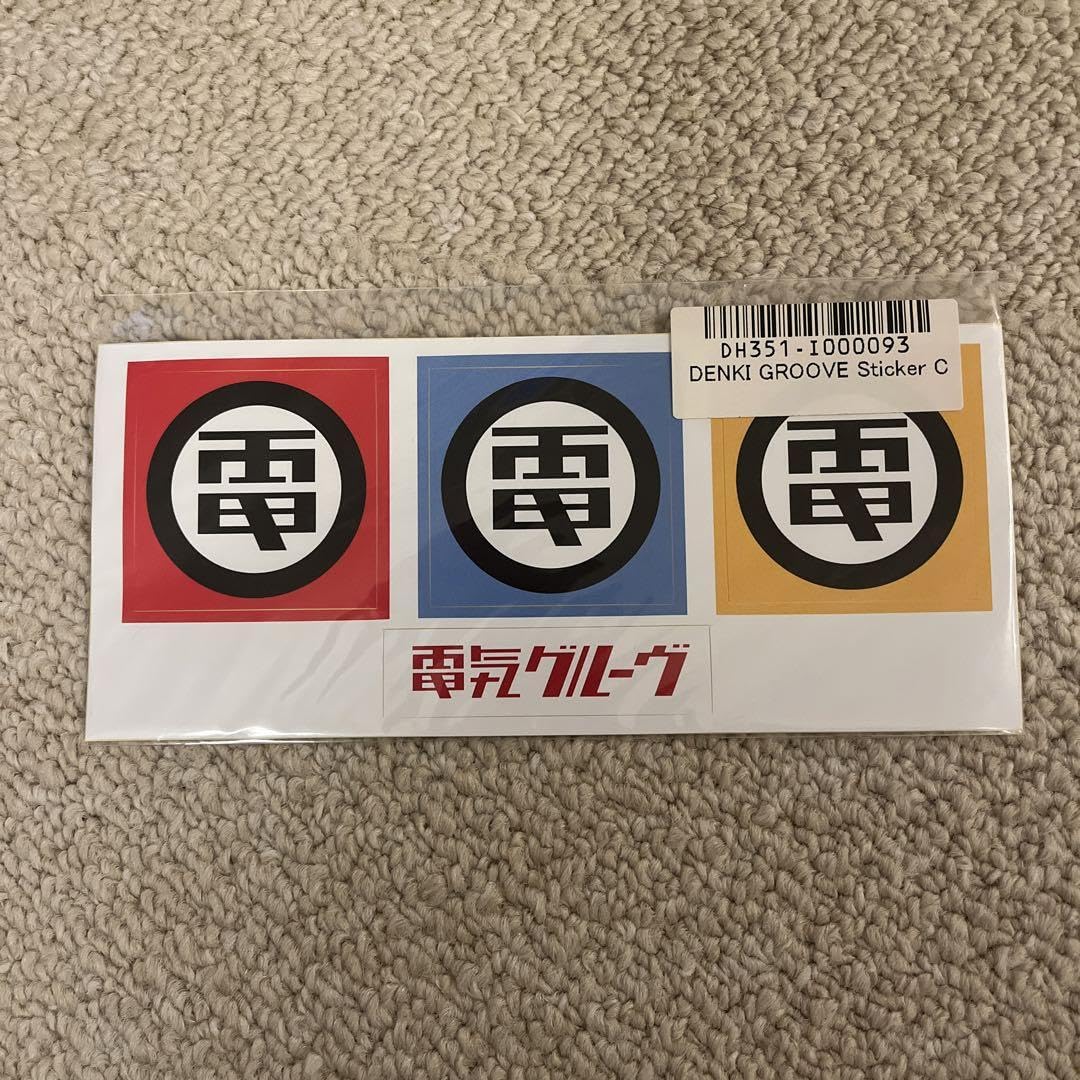 DH351-I000093
DENKI GROOVE Sticker C
電
電
電
電気グルーヴ